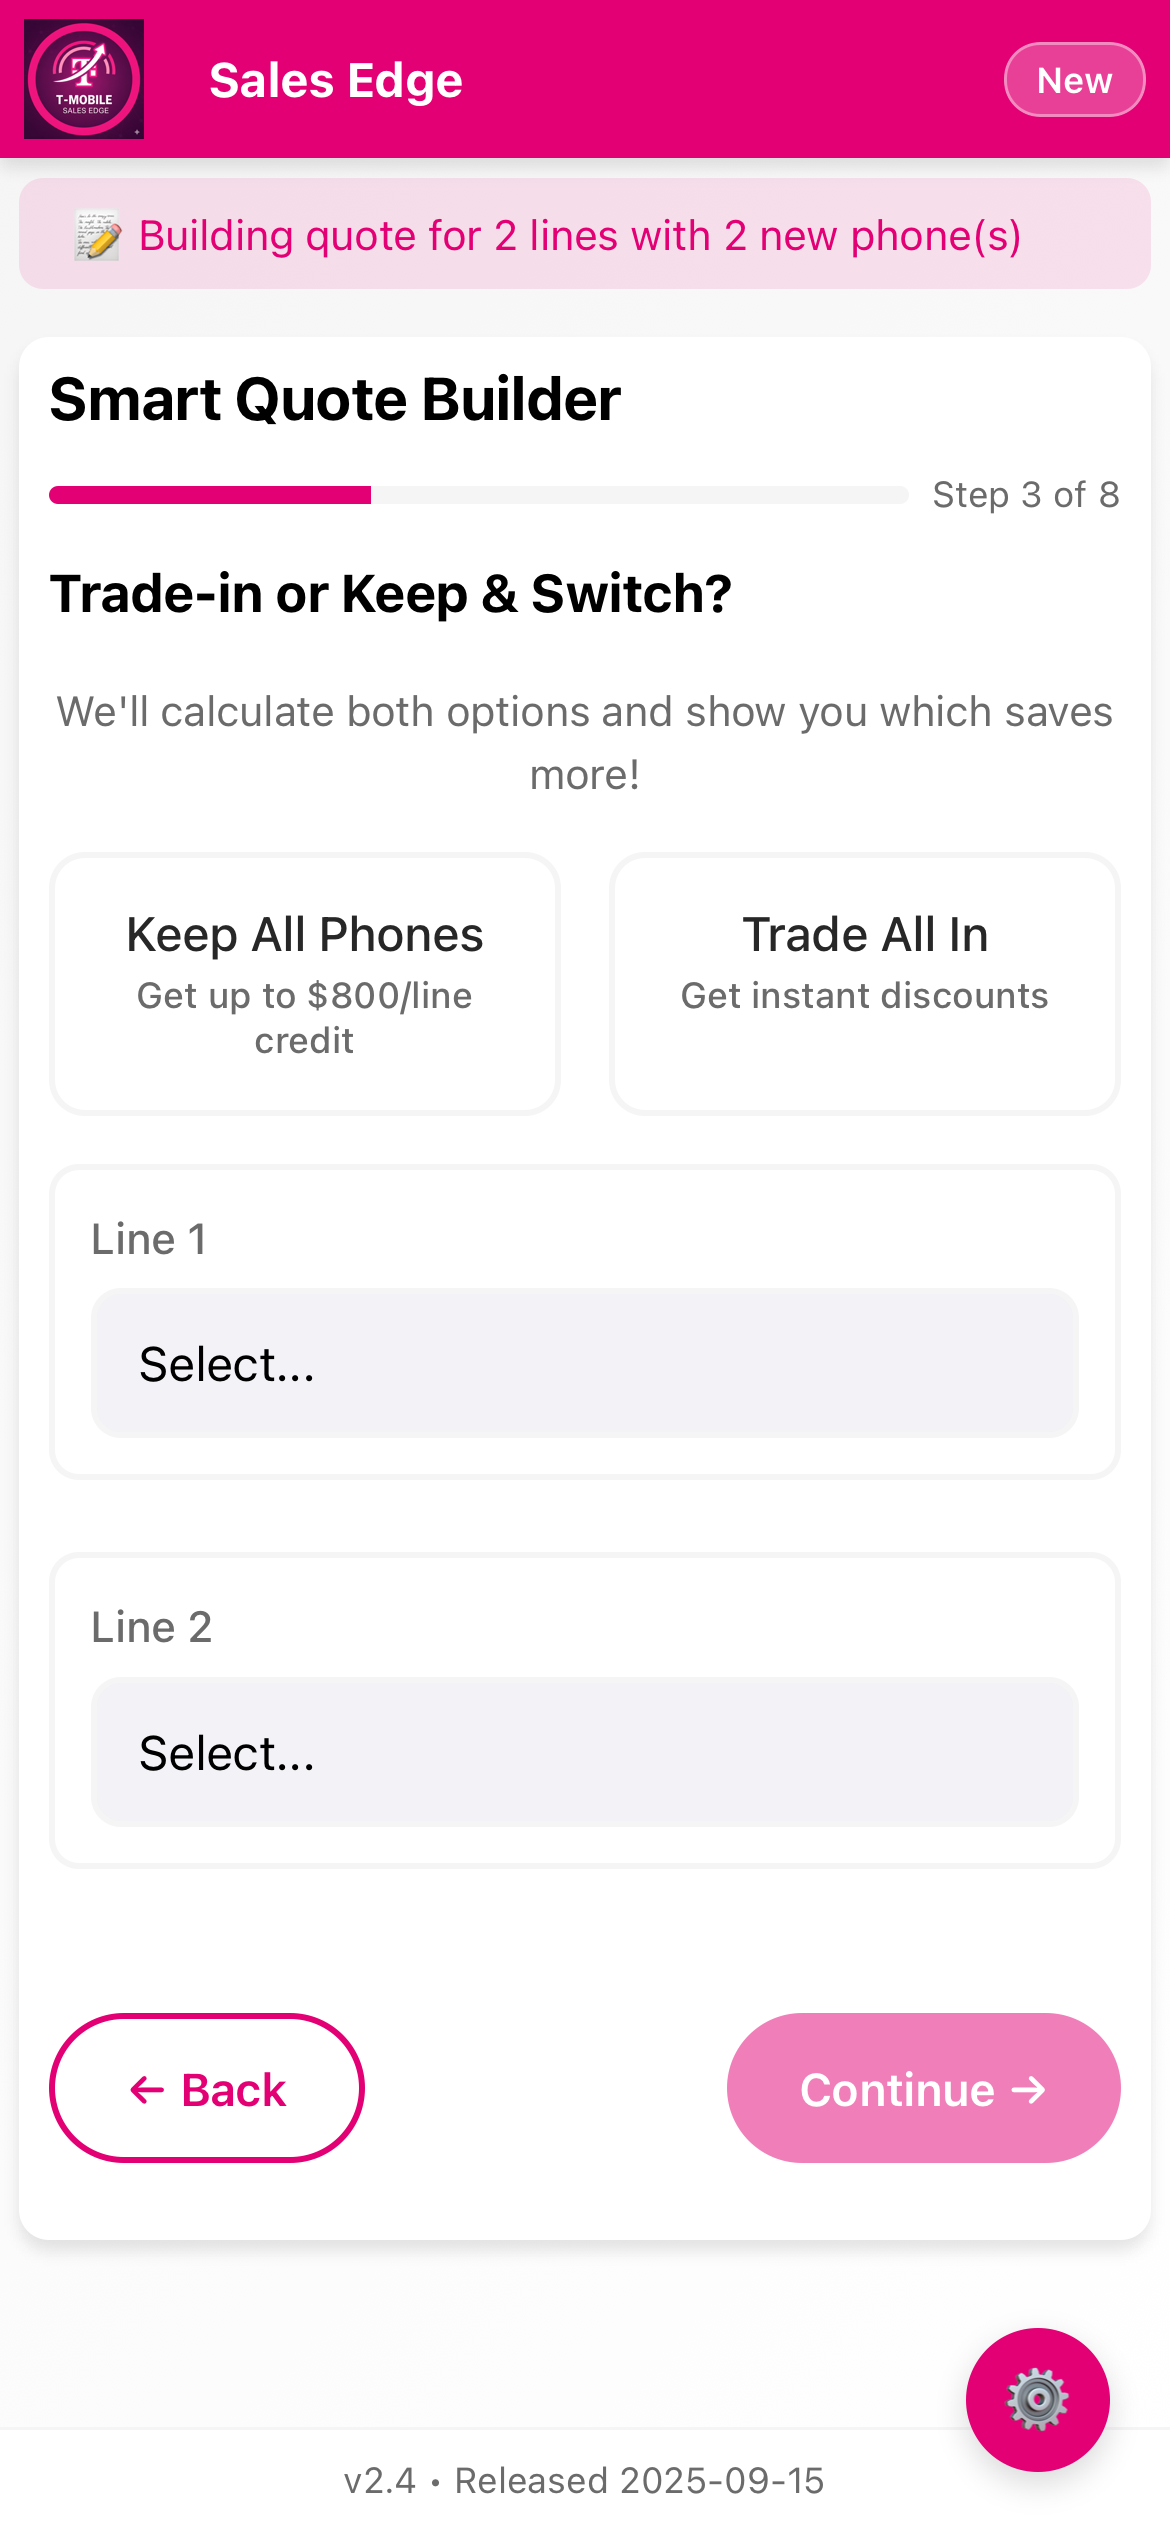 T-MOBILE
SALES EDGE
Sales Edge
New
Building quote for 2 lines with 2 new phone(s)
Smart Quote Builder
Step 3 of 8
Trade-in or Keep & Switch?
We'll calculate both options and show you which saves
more!
Keep All Phones
Get up to $800/line
credit
Trade All In
Get instant discounts
Line 1
Select...
Line 2
Select...
← Back
Continue →
v2.4 • Released 2025-09-15